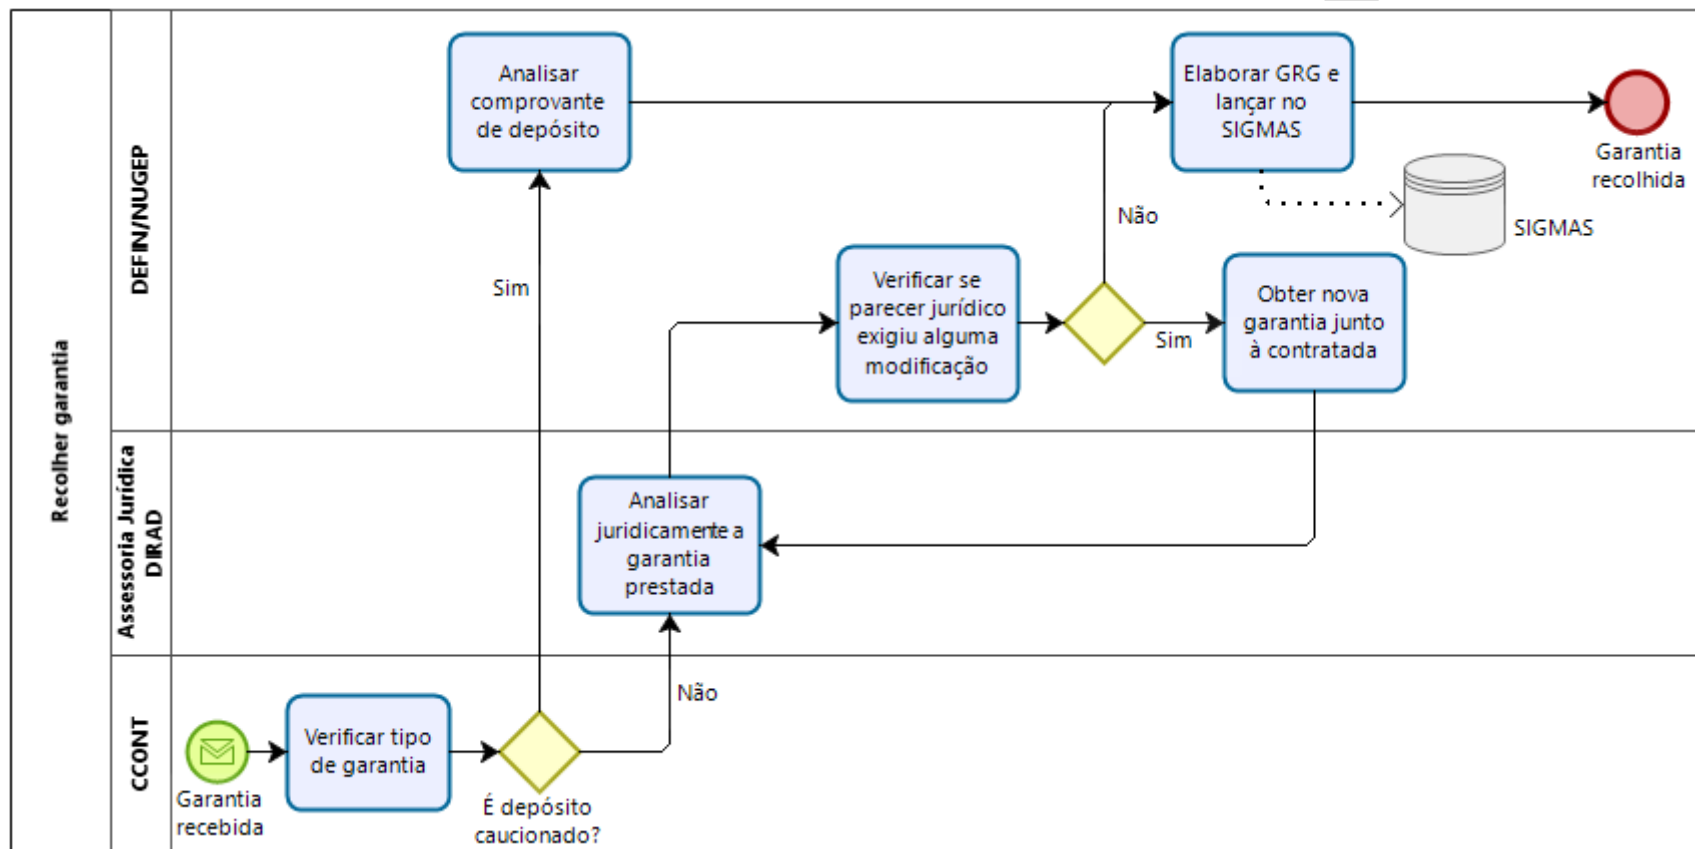 Recolher garantia
DEFIN/NUGEP
Analisar
comprovante
de depósito
Elaborar GRG e
lançar no
SIGMAS
Garantia
recolhida
SIGMAS
Não
Sim
Verificar se
parecer jurídico
exigiu alguma
modificação
Sim
Obter nova
garantia junto
à contratada
Assessoria Jurídica
DIRAD
Analisar
juridicamente a
garantia
prestada
CCONT
Não
Verificar tipo
de garantia
Garantia
recebida
É depósito
caucionado?